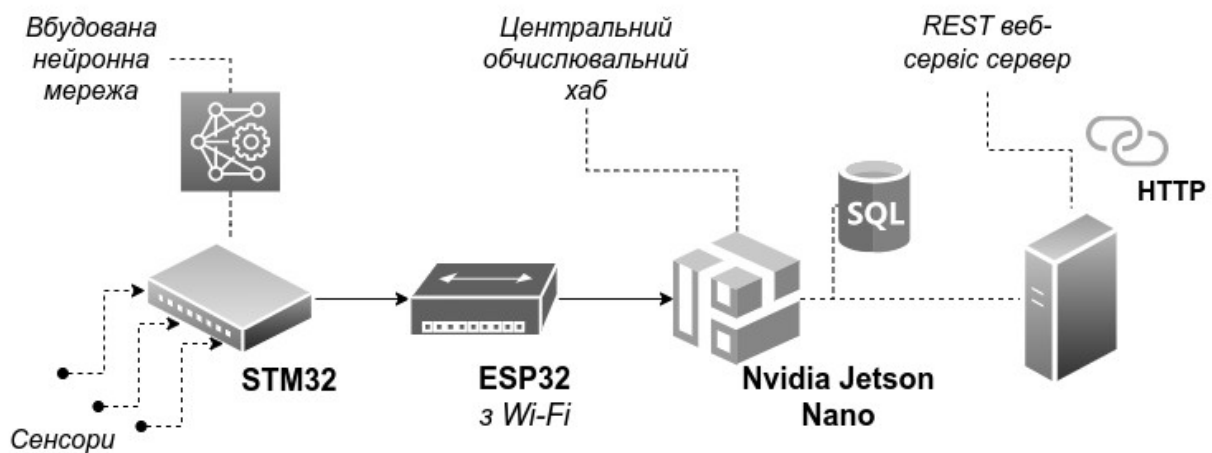 Вбудована
нейронна
мережа
Центральний
обчислювальний
хаб
REST веб-
сервіс сервер
HTTP
SQL
STM32
ESP32
з Wi-Fi
Nvidia Jetson
Nano
Сенсори